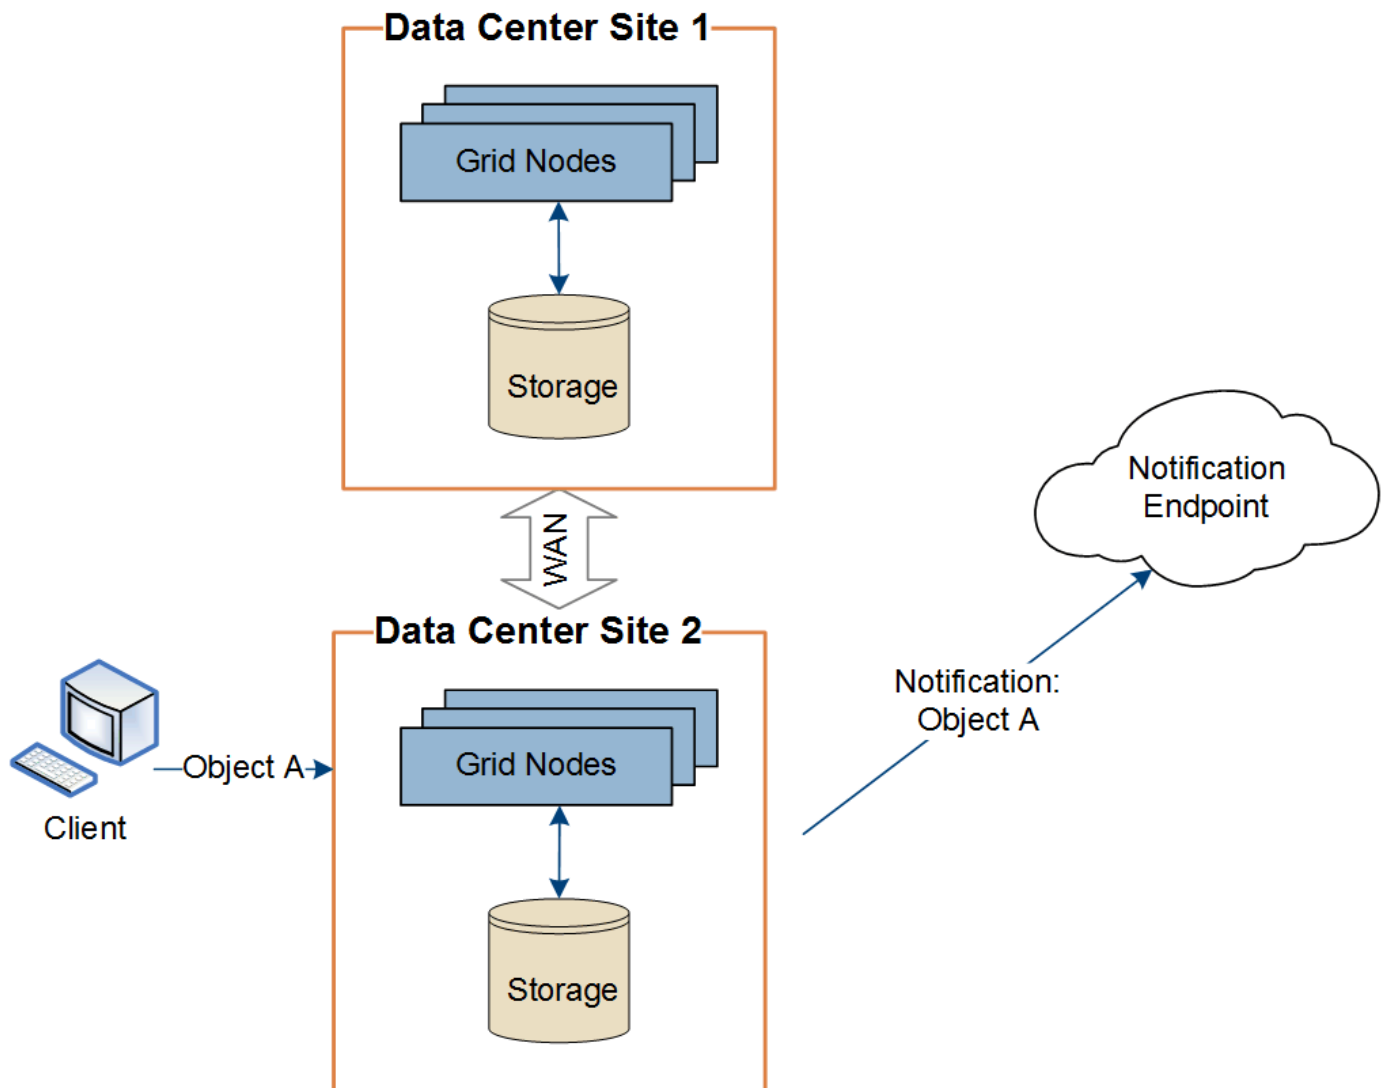 Data Center Site 1
Grid Nodes
Storage
Notification
Endpoint
WAN
Data Center Site 2
Notification:
Object A
Grid Nodes
Object A
Client
Storage